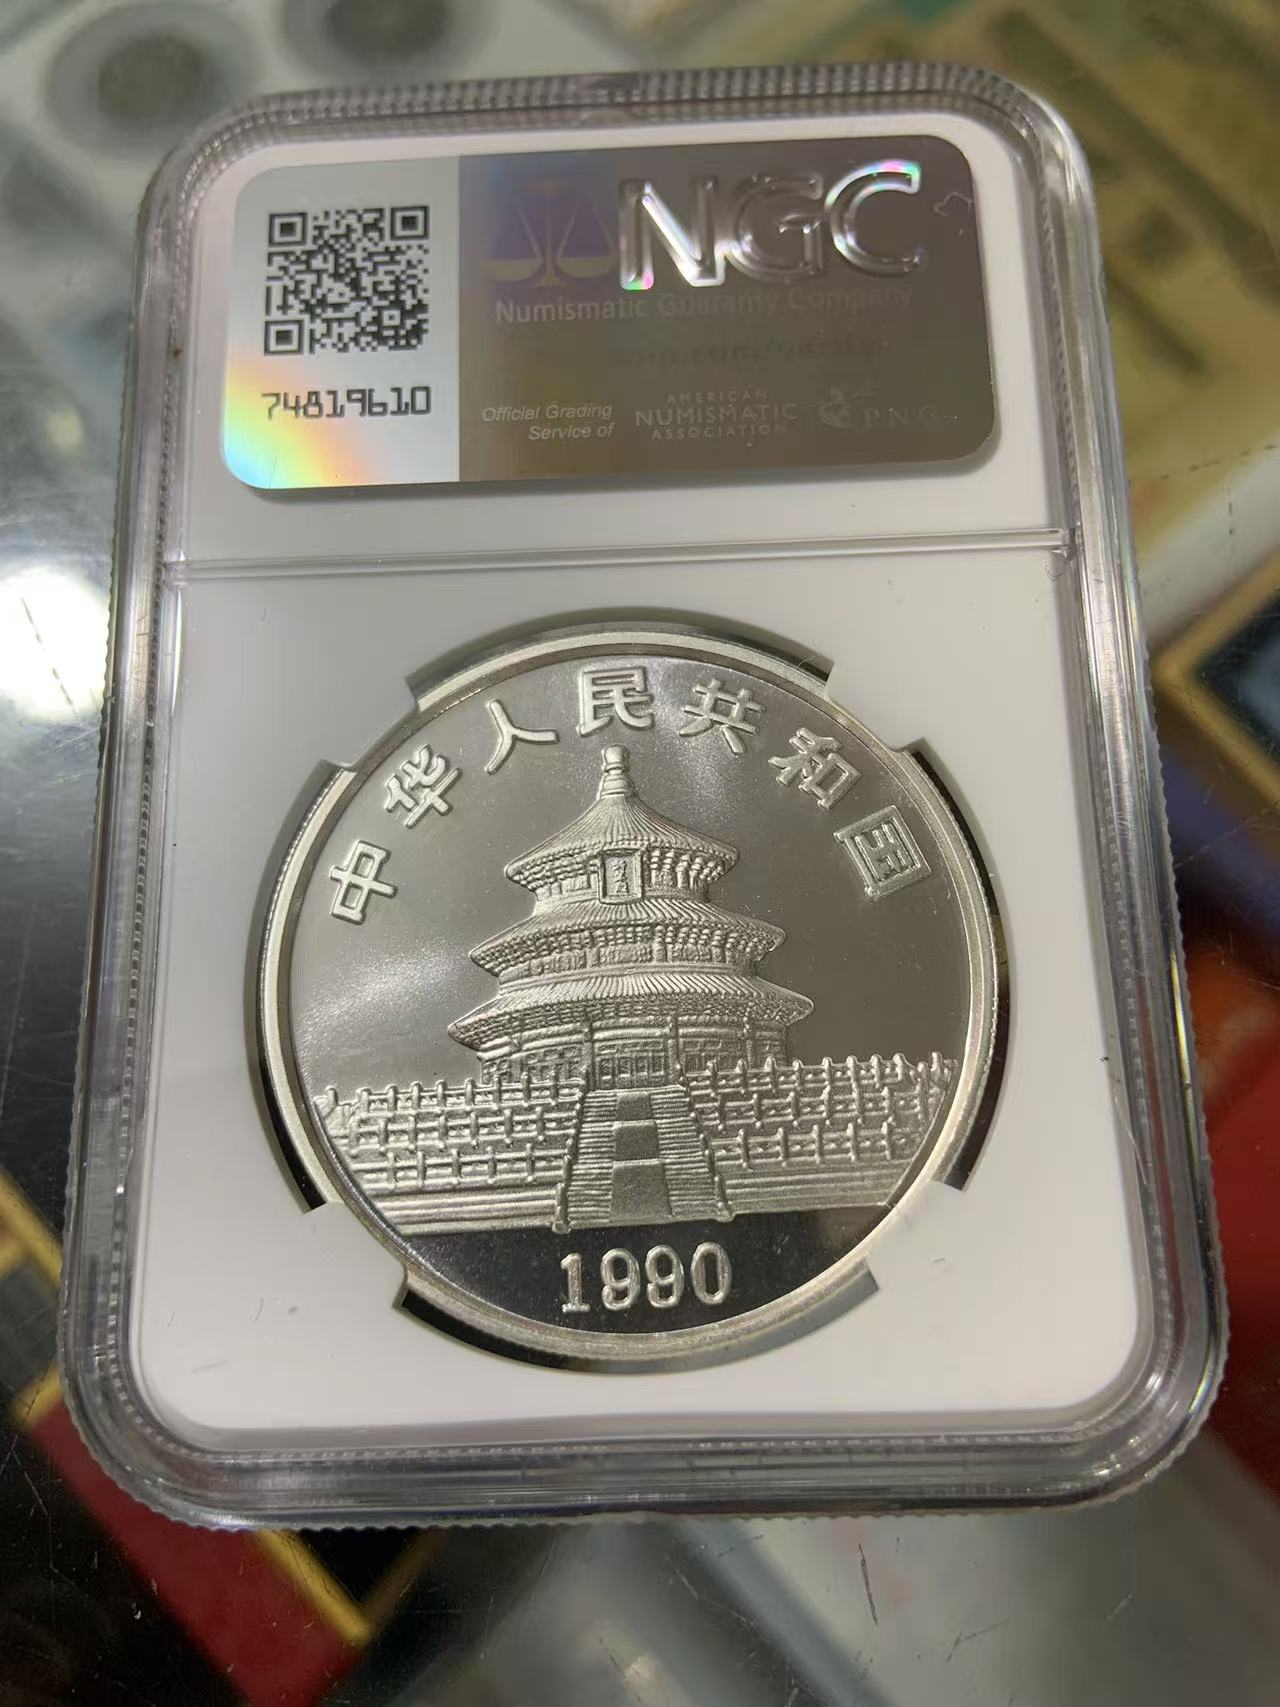 NGC
Numismatic Guaranty Company
74819610
Official Grading
Service of
AMERICAN
NUMISMATIC
ASSOCIATION
PNG
中华人民共和国
1990